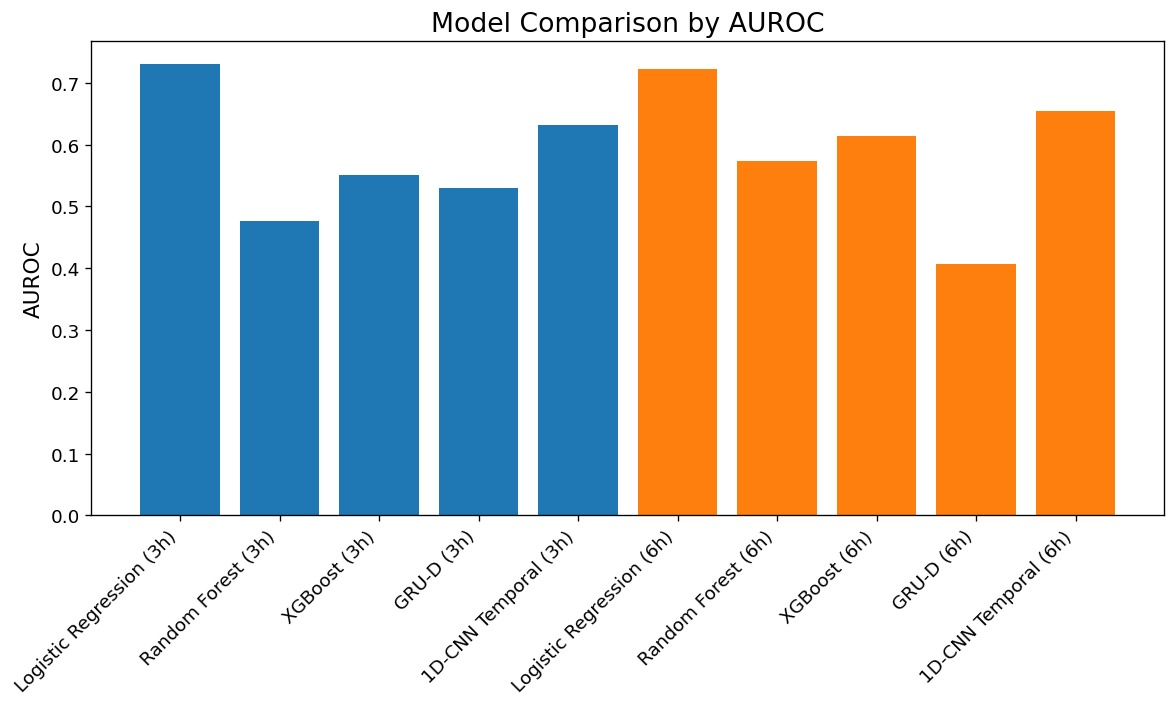 Model Comparison by AUROC
AUROC
0.7
0.6
0.5
0.4
0.3
0.2
0.1
0.0
Logistic Regression (3h)
Random Forest (3h)
XGBoost (3h)
GRU-D (3h)
1D-CNN Temporal (3h)
Logistic Regression (6h)
Random Forest (6h)
XGBoost (6h)
GRU-D (6h)
1D-CNN Temporal (6h)